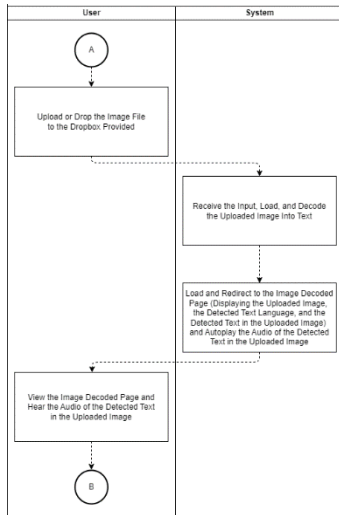 User
System
A
Upload or Drop the Image File
to the Dropbox Provided
Receive the Input, Load, and Decode
the Uploaded Image Into Text
Load and Redirect to the Image Decoded
Page (Displaying the Uploaded Image,
the Detected Text Language, and the
Detected Text in the Uploaded Image)
and Autoplay the Audio of the Detected
Text in the Uploaded Image
View the Image Decoded Page and
Hear the Audio of the Detected Text
in the Uploaded Image
B